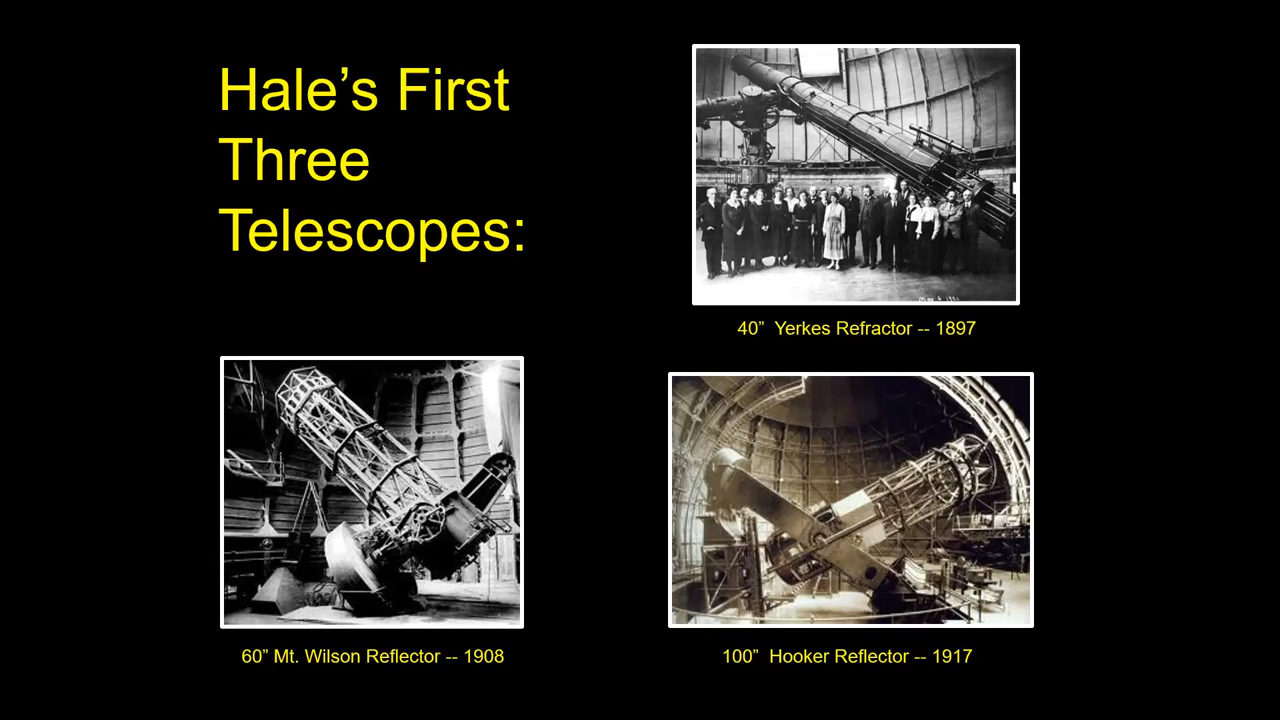 Hale’s First
Three
Telescopes:
40”  Yerkes Refractor -- 1897
60” Mt. Wilson Reflector -- 1908
100”  Hooker Reflector -- 1917